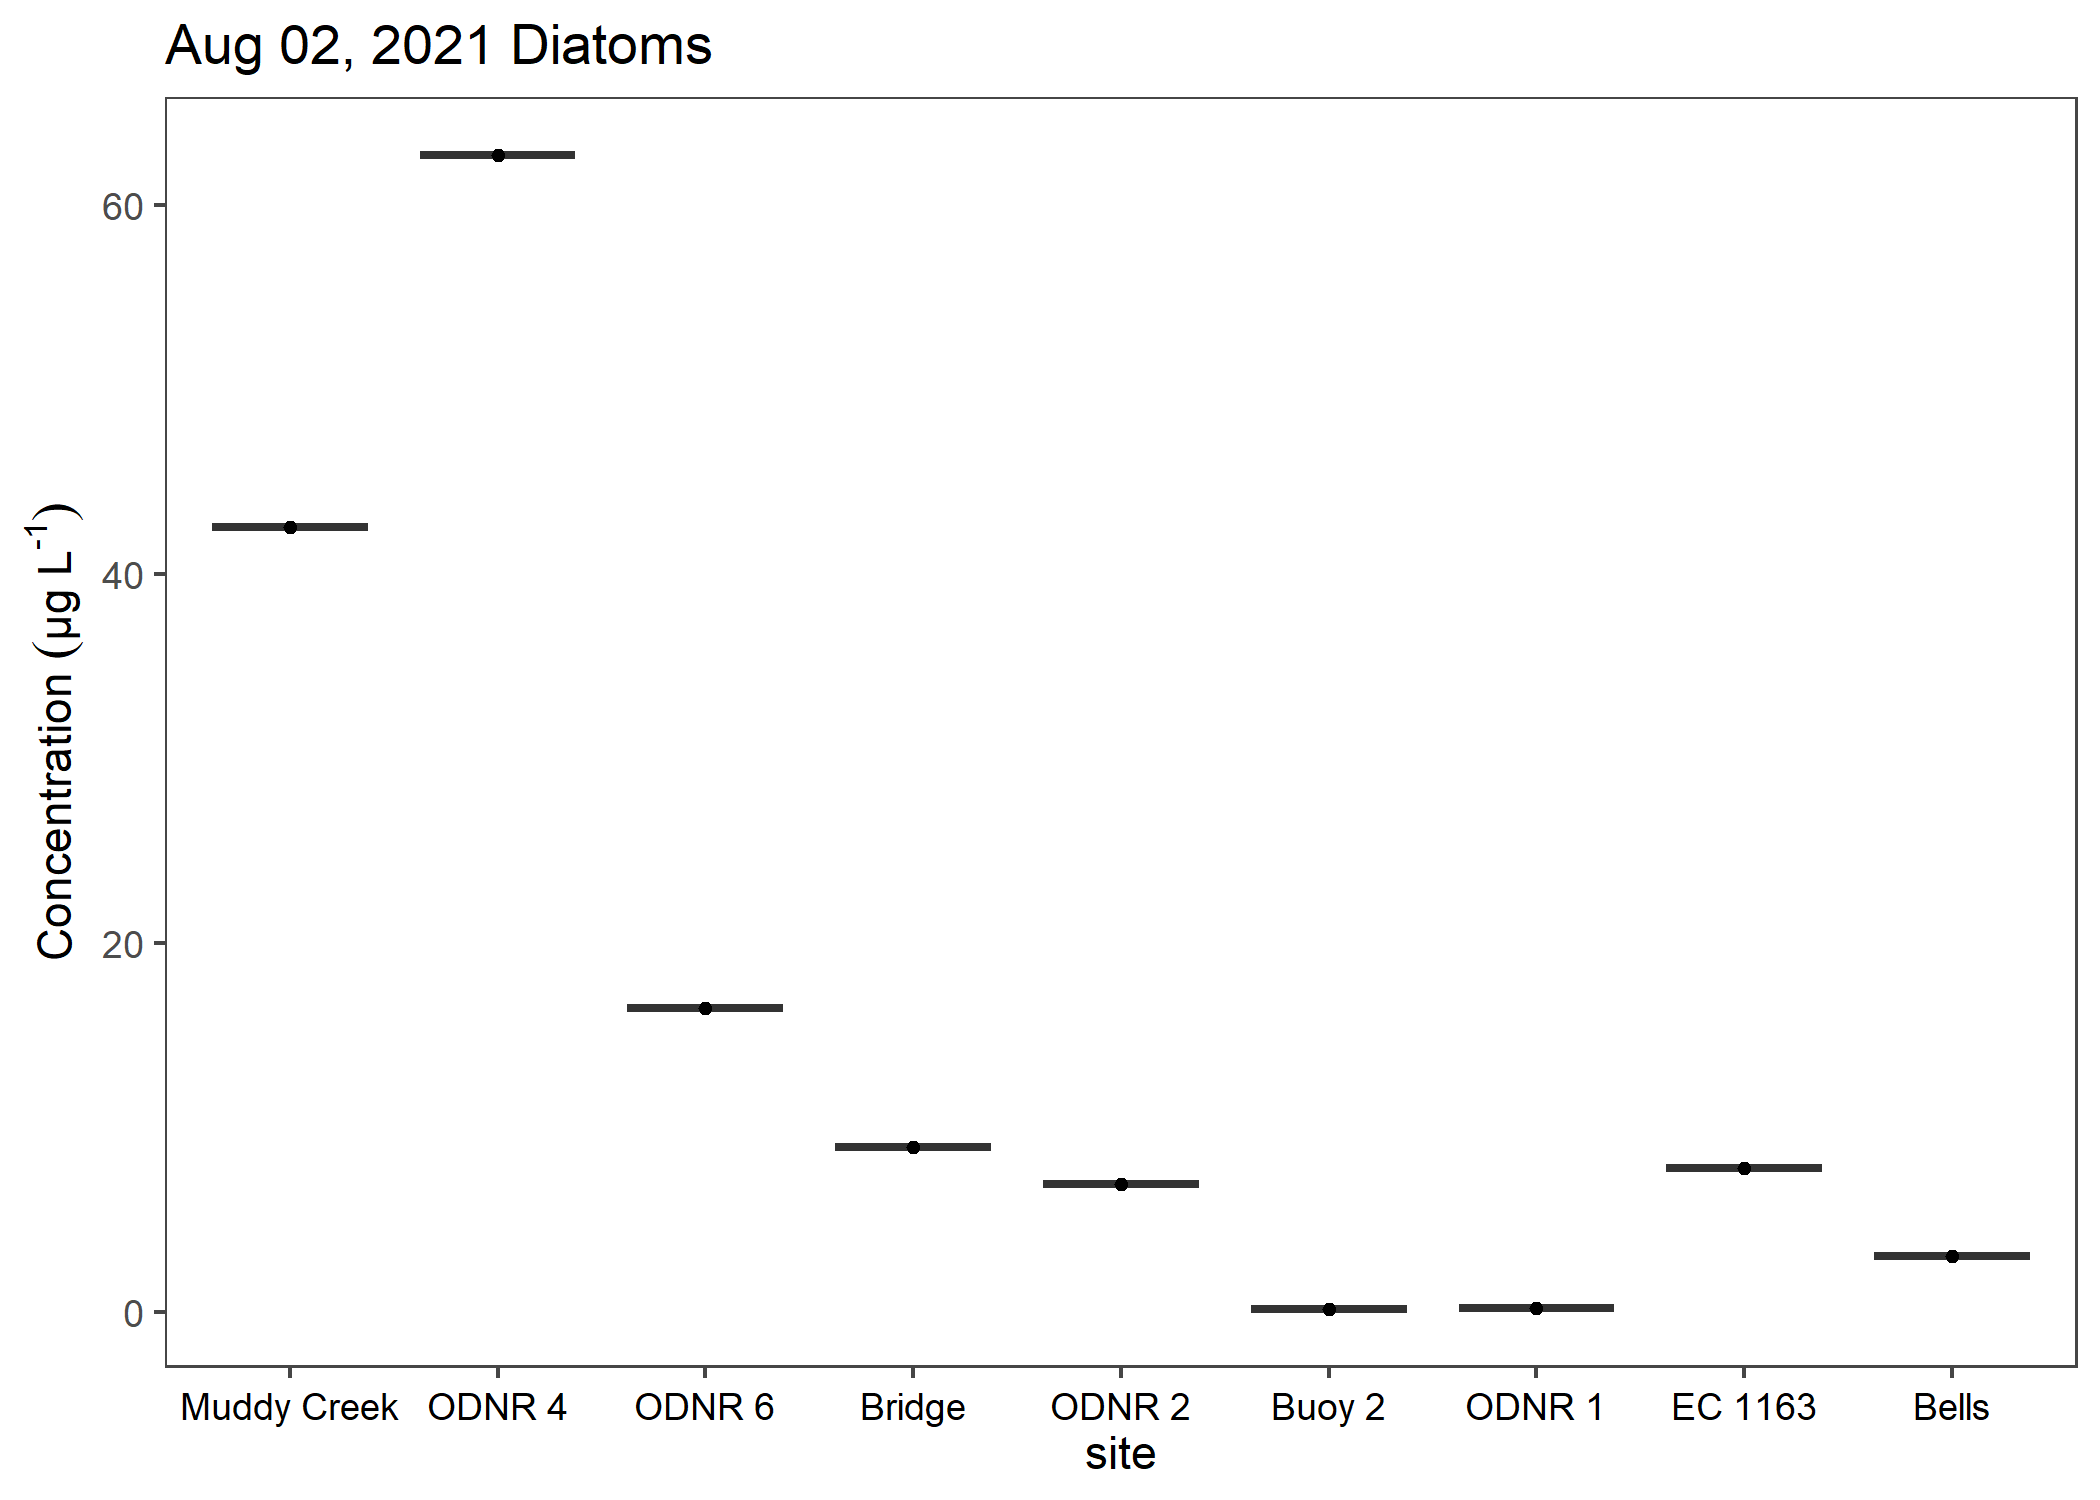 Aug 02, 2021 Diatoms
Concentration (µg L⁻¹)
60
40
20
0
Muddy Creek ODNR 4 ODNR 6 Bridge ODNR 2 Buoy 2 ODNR 1 EC 1163 Bells
site